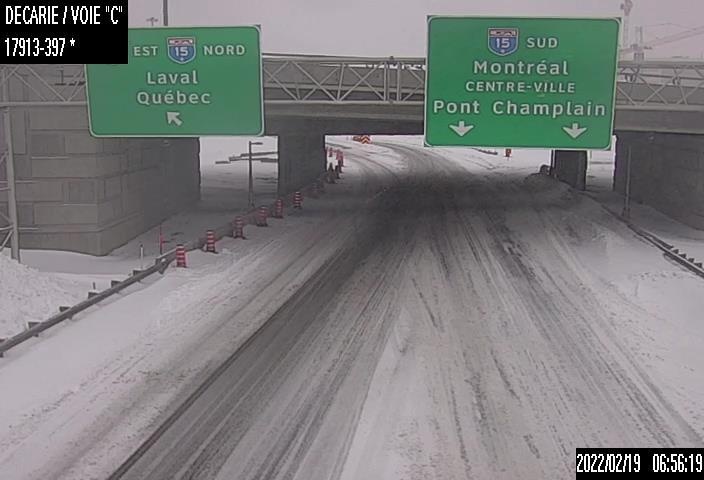 DECARIE / VOIE "C"
17913-397 *
EST 15 NORD
Laval
Québec
15 SUD
Montréal
CENTRE-VILLE
Pont Champlain
2022/02/19 06:56:19